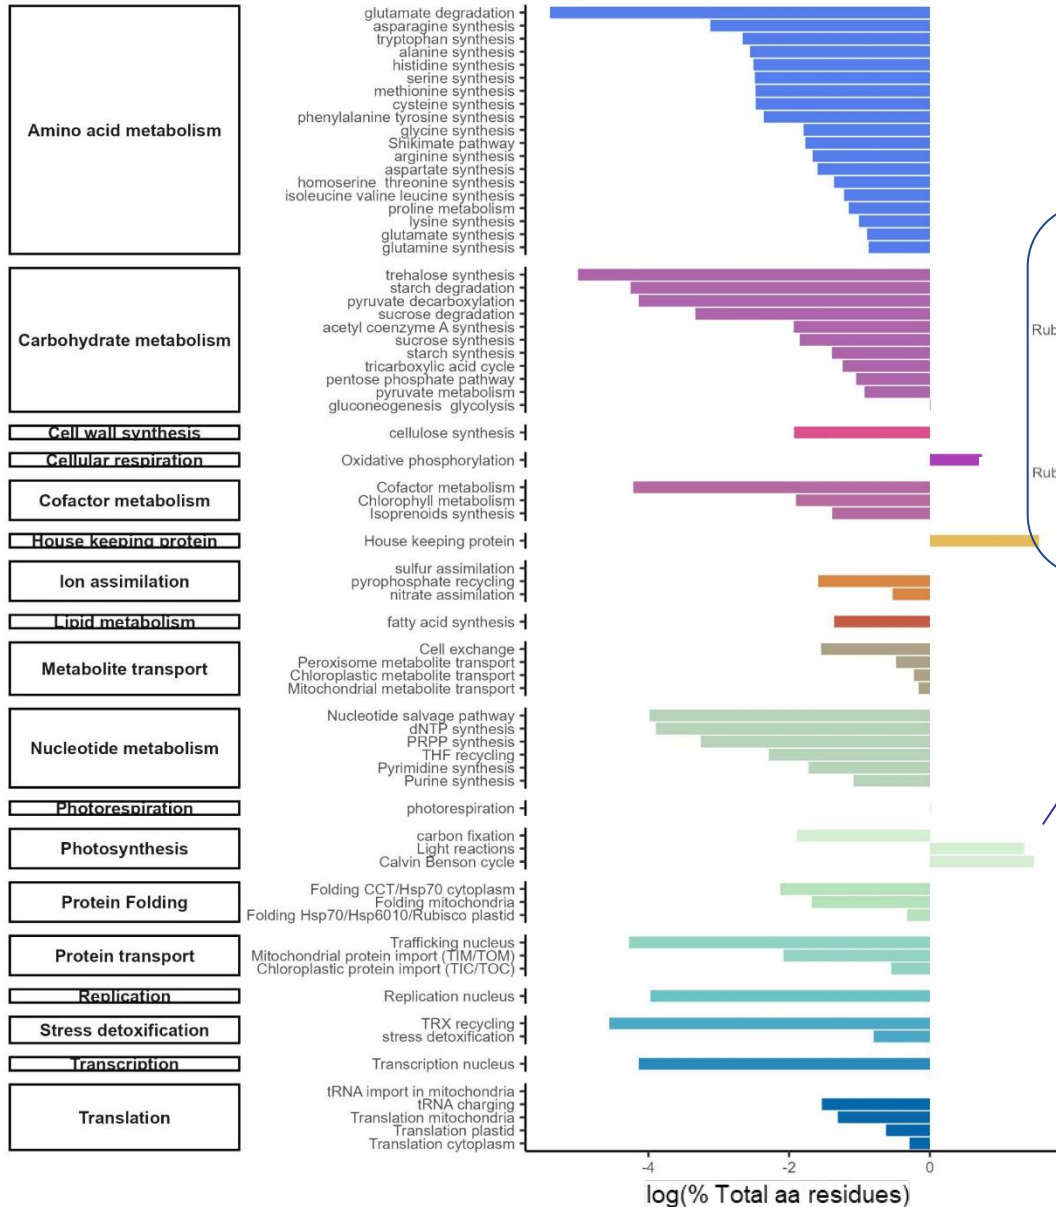 Amino acid metabolism
glutamate degradation
asparagine synthesis
tryptophan synthesis
alanine synthesis
histidine synthesis
serine synthesis
methionine synthesis
cysteine synthesis
phenylalanine tyrosine synthesis
glycine synthesis
Shikimate pathway
arginine synthesis
aspartate synthesis
homoserine threonine synthesis
isoleucine valine leucine synthesis
proline metabolism
lysine synthesis
glutamate synthesis
glutamine synthesis
Carbohydrate metabolism
trehalose synthesis
starch degradation
pyruvate decarboxylation
sucrose degradation
acetyl coenzyme A synthesis
sucrose synthesis
starch synthesis
tricarboxylic acid cycle
pentose phosphate pathway
pyruvate metabolism
gluconeogenesis glycolysis
Rub
Cell wall synthesis
cellulose synthesis
Cellular respiration
Oxidative phosphorylation
Rub
Cofactor metabolism
Cofactor metabolism
Chlorophyll metabolism
Isoprenoids synthesis
House keeping protein
House keeping protein
Ion assimilation
sulfur assimilation
pyrophosphate recycling
nitrate assimilation
Lipid metabolism
fatty acid synthesis
Metabolite transport
Cell exchange
Peroxisome metabolite transport
Chloroplastic metabolite transport
Mitochondrial metabolite transport
Nucleotide metabolism
Nucleotide salvage pathway
dNTP synthesis
PRPP synthesis
THF recycling
Pyrimidine synthesis
Purine synthesis
Photorespiration
photorespiration
Photosynthesis
carbon fixation
Light reactions
Calvin Benson cycle
Protein Folding
Folding CCT/Hsp70 cytoplasm
Folding mitochondria
Folding Hsp70/Hsp6010/Rubisco plastid
Protein transport
Trafficking nucleus
Mitochondrial protein import (TIM/TOM)
Chloroplastic protein import (TIC/TOC)
Replication
Replication nucleus
Stress detoxification
TRX recycling
stress detoxification
Transcription
Transcription nucleus
Translation
tRNA import in mitochondria
tRNA charging
Translation mitochondria
Translation plastid
Translation cytoplasm
-4 -2 0
log(% Total aa residues)